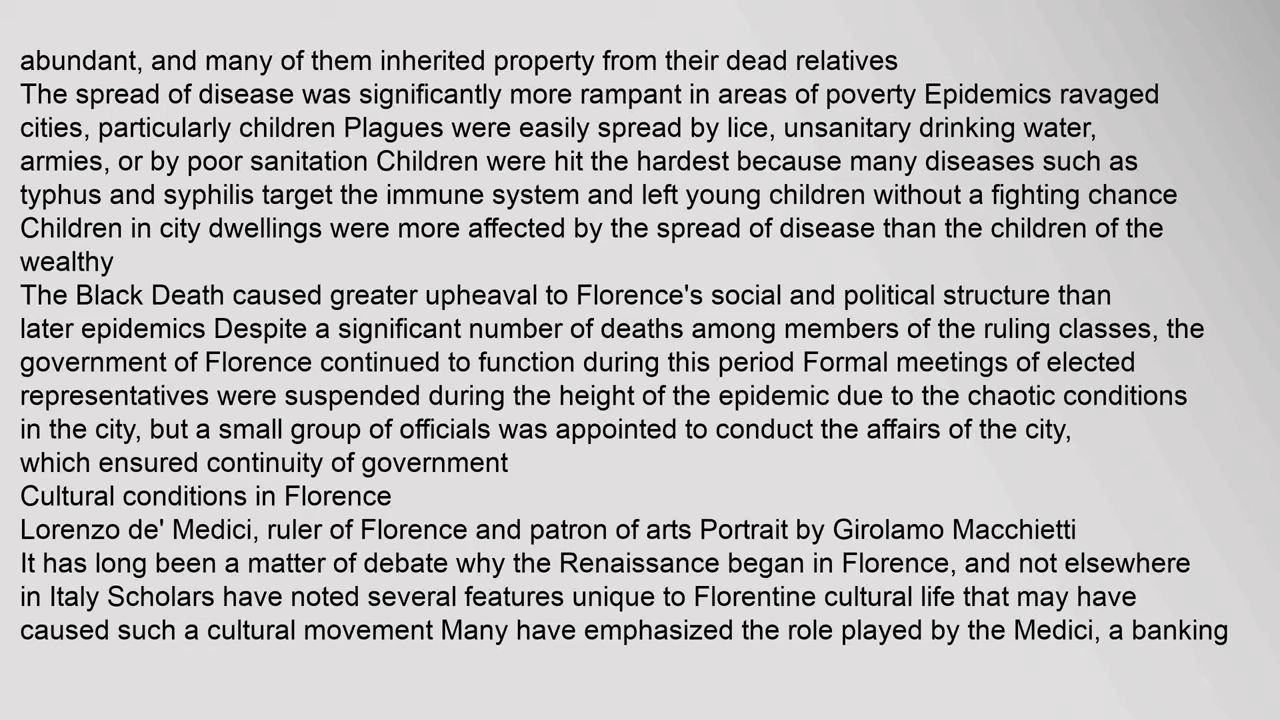 abundant, and many of them inherited property from their dead relatives
The spread of disease was significantly more rampant in areas of poverty Epidemics ravaged
cities, particularly children Plagues were easily spread by lice, unsanitary drinking water,
armies, or by poor sanitation Children were hit the hardest because many diseases such as
typhus and syphilis target the immune system and left young children without a fighting chance
Children in city dwellings were more affected by the spread of disease than the children of the
wealthy
The Black Death caused greater upheaval to Florence's social and political structure than
later epidemics Despite a significant number of deaths among members of the ruling classes, the
government of Florence continued to function during this period Formal meetings of elected
representatives were suspended during the height of the epidemic due to the chaotic conditions
in the city, but a small group of officials was appointed to conduct the affairs of the city,
which ensured continuity of government
Cultural conditions in Florence
Lorenzo de' Medici, ruler of Florence and patron of arts Portrait by Girolamo Macchietti
It has long been a matter of debate why the Renaissance began in Florence, and not elsewhere
in Italy Scholars have noted several features unique to Florentine cultural life that may have
caused such a cultural movement Many have emphasized the role played by the Medici, a banking